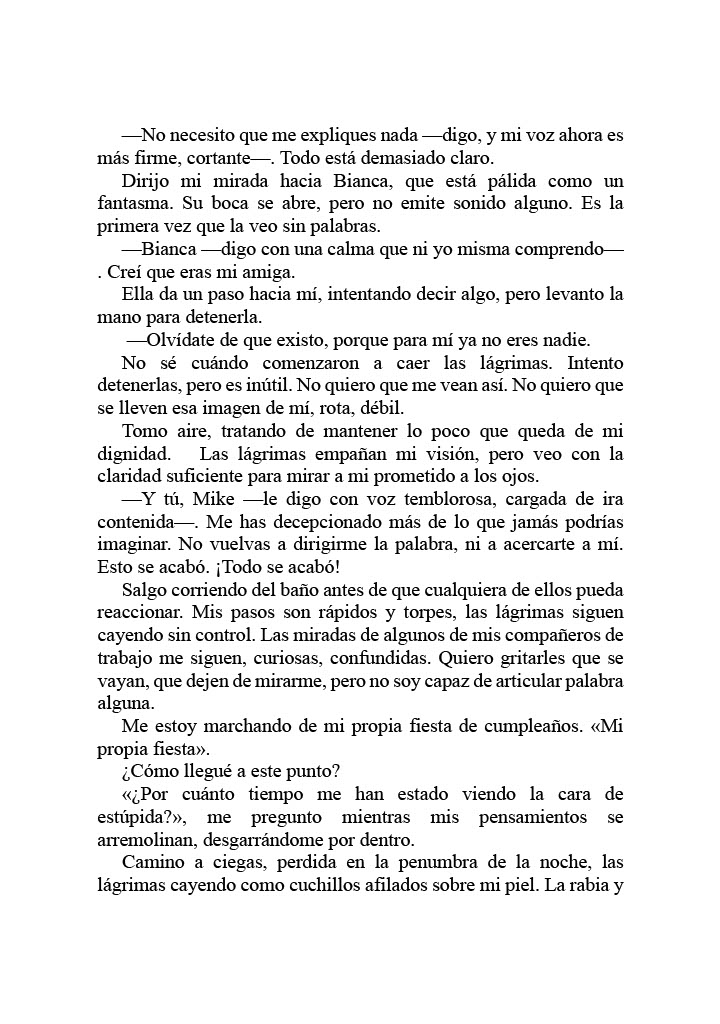 —No necesito que me expliques nada —digo, y mi voz ahora es
más firme, cortante—. Todo está demasiado claro.
Dirijo mi mirada hacia Bianca, que está pálida como un
fantasma. Su boca se abre, pero no emite sonido alguno. Es la
primera vez que la veo sin palabras.
—Bianca —digo con una calma que ni yo misma comprendo—
. Creí que eras mi amiga.
Ella da un paso hacia mí, intentando decir algo, pero levanto la
mano para detenerla.
—Olvídate de que existo, porque para mí ya no eres nadie.
No sé cuándo comenzaron a caer las lágrimas. Intento
detenerlas, pero es inútil. No quiero que me vean así. No quiero que
se lleven esa imagen de mí, rota, débil.
Tomo aire, tratando de mantener lo poco que queda de mi
dignidad. Las lágrimas empañan mi visión, pero veo con la
claridad suficiente para mirar a mi prometido a los ojos.
—Y tú, Mike —le digo con voz temblorosa, cargada de ira
contenida—. Me has decepcionado más de lo que jamás podrías
imaginar. No vuelvas a dirigirme la palabra, ni a acercarte a mí.
Esto se acabó. ¡Todo se acabó!
Salgo corriendo del baño antes de que cualquiera de ellos pueda
reaccionar. Mis pasos son rápidos y torpes, las lágrimas siguen
cayendo sin control. Las miradas de algunos de mis compañeros de
trabajo me siguen, curiosas, confundidas. Quiero gritarles que se
vayan, que dejen de mirarme, pero no soy capaz de articular palabra
alguna.
Me estoy marchando de mi propia fiesta de cumpleaños. «Mi
propia fiesta».
¿Cómo llegué a este punto?
«¿Por cuánto tiempo me han estado viendo la cara de
estúpida?», me pregunto mientras mis pensamientos se
arremolinan, desgarrándome por dentro.
Camino a ciegas, perdida en la penumbra de la noche, las
lágrimas cayendo como cuchillos afilados sobre mi piel. La rabia y